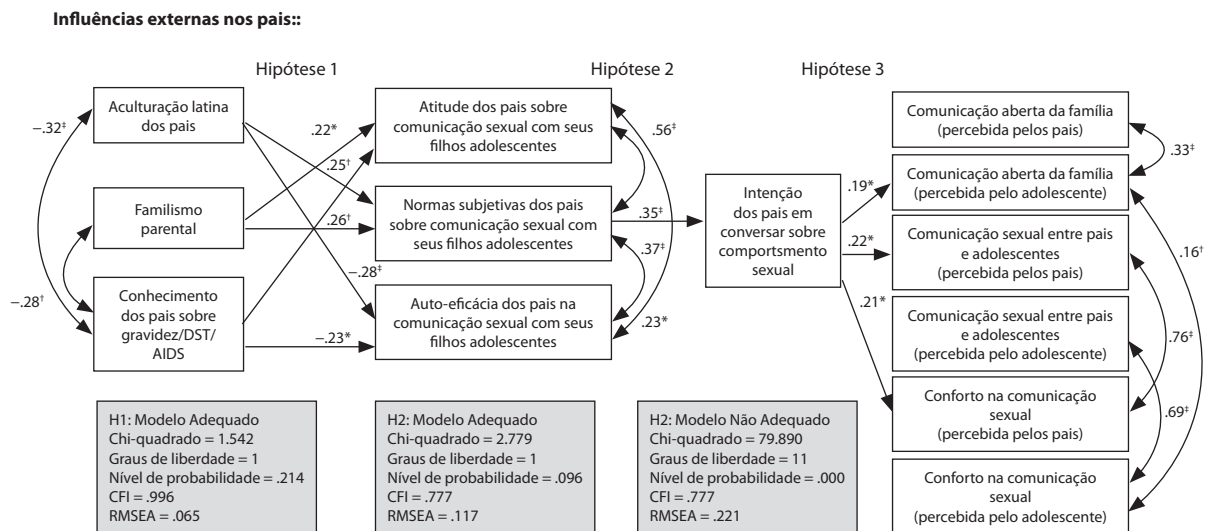 Influências externas nos pais::
Hipótese 1
Hipótese 2
Hipótese 3
Aculturação latina
dos pais
Familismo
parental
Conhecimento
dos pais sobre
gravidez/DST/
AIDS
−.32‡
−.28†
.22*
.25†
.26†
−.28‡
−.23*
Atitude dos pais sobre
comunicação sexual com seus
filhos adolescentes
Normas subjetivas dos pais
sobre comunicação sexual com
seus filhos adolescentes
Auto-eficácia dos pais na
comunicação sexual com seus
filhos adolescentes
.56‡
.35‡
.37‡
.23*
Intenção
dos pais em
conversar sobre
comportsmento
sexual
.19*
.22*
.21*
Comunicação aberta da família
(percebida pelos pais)
Comunicação aberta da família
(percebida pelo adolescente)
Comunicação sexual entre pais
e adolescentes
(percebida pelos pais)
Comunicação sexual entre pais
e adolescentes
(percebida pelo adolescente)
Conforto na comunicação
sexual
(percebida pelos pais)
Conforto na comunicação
sexual
(percebida pelo adolescente)
.33‡
.16†
.76‡
.69‡
H1: Modelo Adequado
Chi-quadrado = 1.542
Graus de liberdade = 1
Nível de probabilidade = .214
CFI = .996
RMSEA = .065
H2: Modelo Adequado
Chi-quadrado = 2.779
Graus de liberdade = 1
Nível de probabilidade = .096
CFI = .777
RMSEA = .117
H2: Modelo Não Adequado
Chi-quadrado = 79.890
Graus de liberdade = 11
Nível de probabilidade = .000
CFI = .777
RMSEA = .221